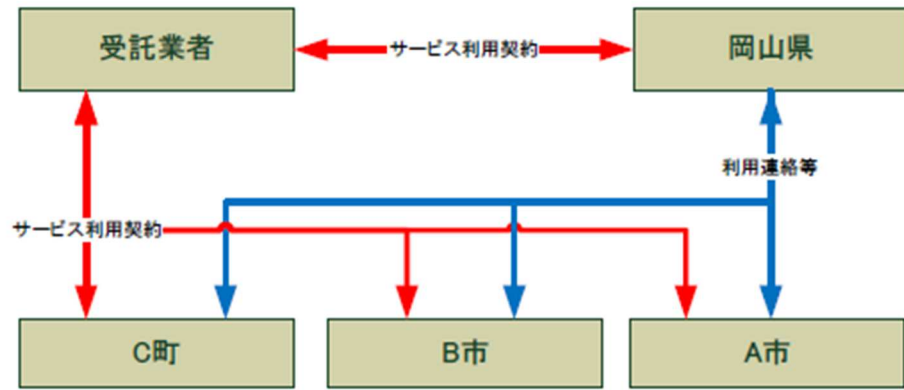 受託業者
サービス利用契約
岡山県
利用連絡等
サービス利用契約
C町
B市
A市